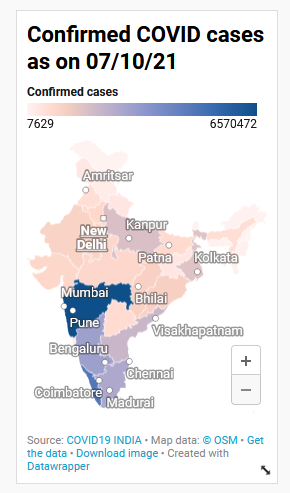 Confirmed COVID cases
as on 07/10/21
Confirmed cases
7629 6570472
Amritsar
New
Delhi
Kanpur
Patna
Kolkata
Mumbai
Bhilai
Pune
Visakhapatnam
Bengaluru
Chennai
Coimbatore
Madurai
+
−
Source: COVID19 INDIA • Map data: © OSM • Get
the data • Download image • Created with
Datawrapper